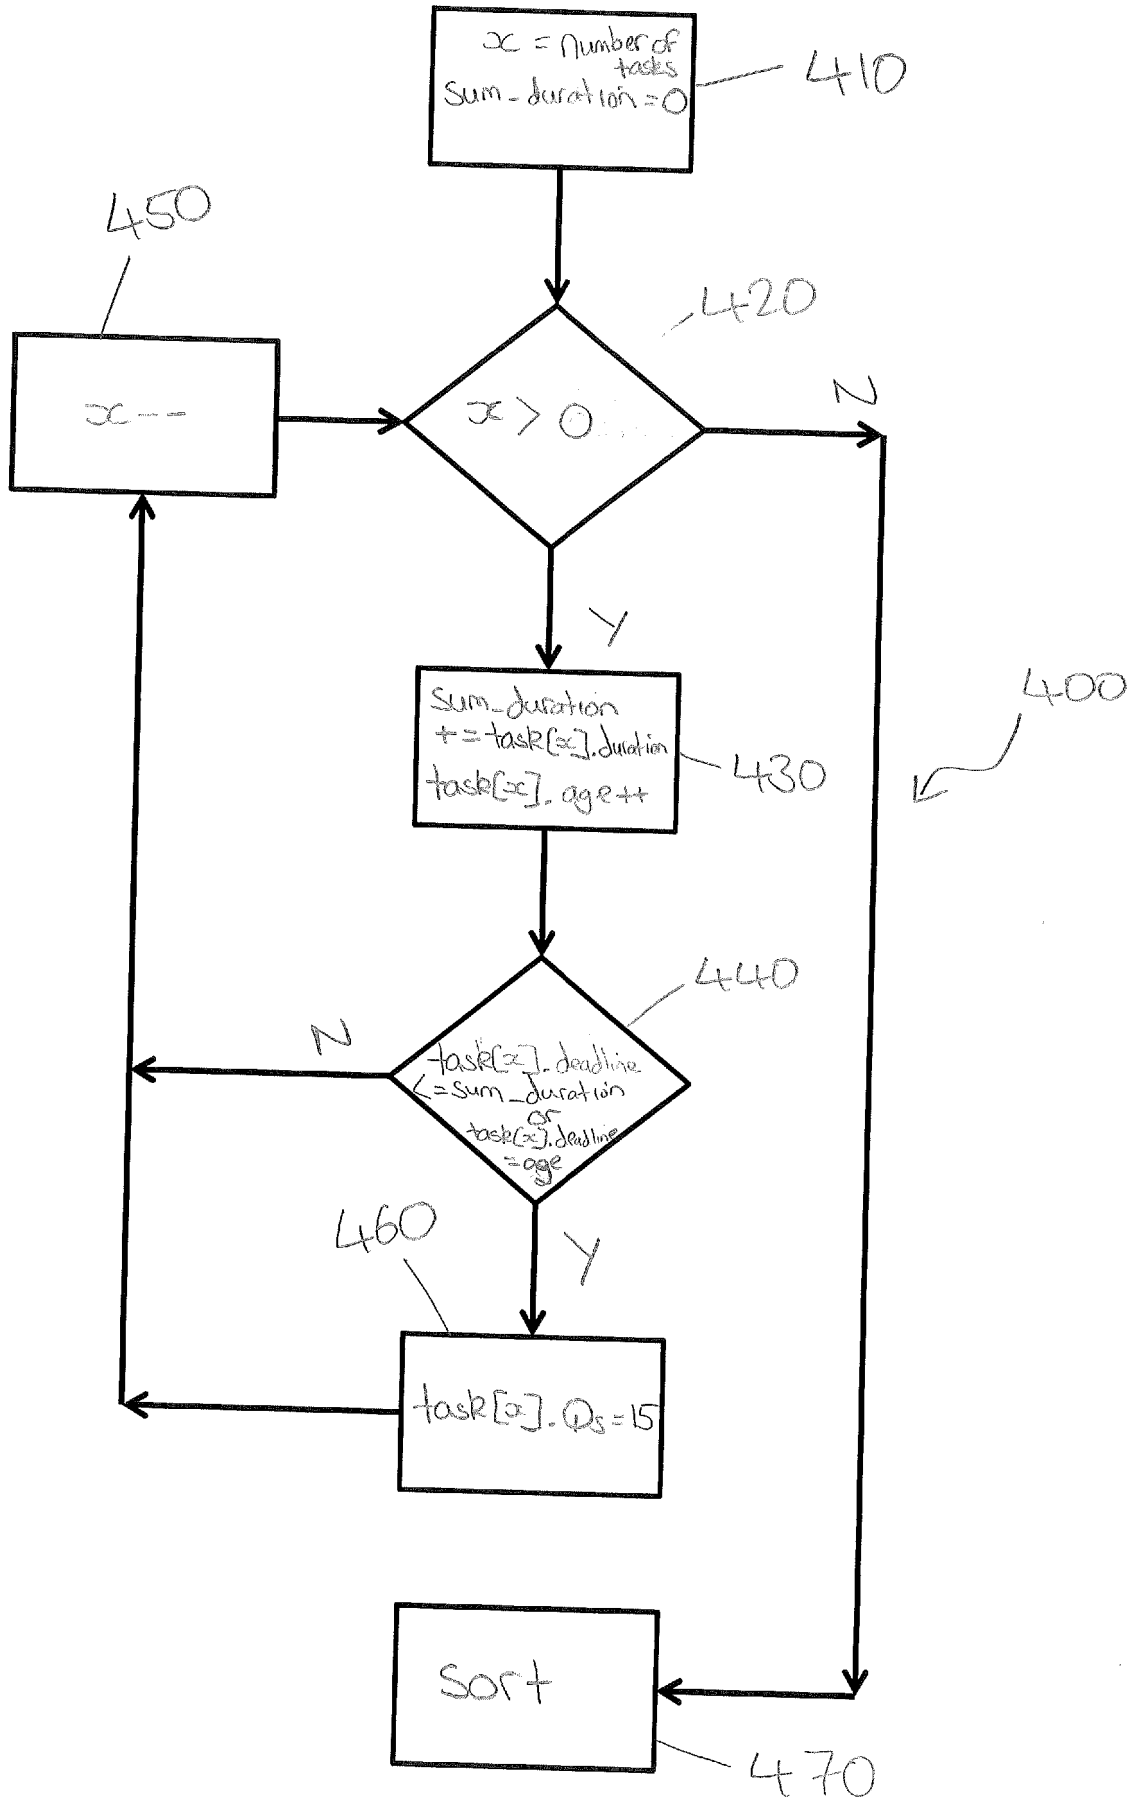 x = number of
tasks
sum_duration = 0
410
450
420
x--
x > 0
N
Y
400
sum_duration
+= task[x].duration
task[x].age++
430
440
N
task[x].deadline
<= sum_duration
or
task[x].deadline
= age
460
Y
task[x].Qs = 15
sort
470